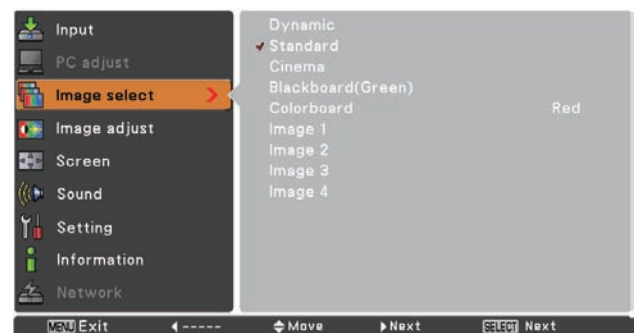 Input
PC adjust
Image select
Image adjust
Screen
Sound
Setting
Information
Network
Dynamic
Standard
Cinema
Blackboard(Green)
Colorboard Red
Image 1
Image 2
Image 3
Image 4
MENU Exit ----- Move Next SELECT Next